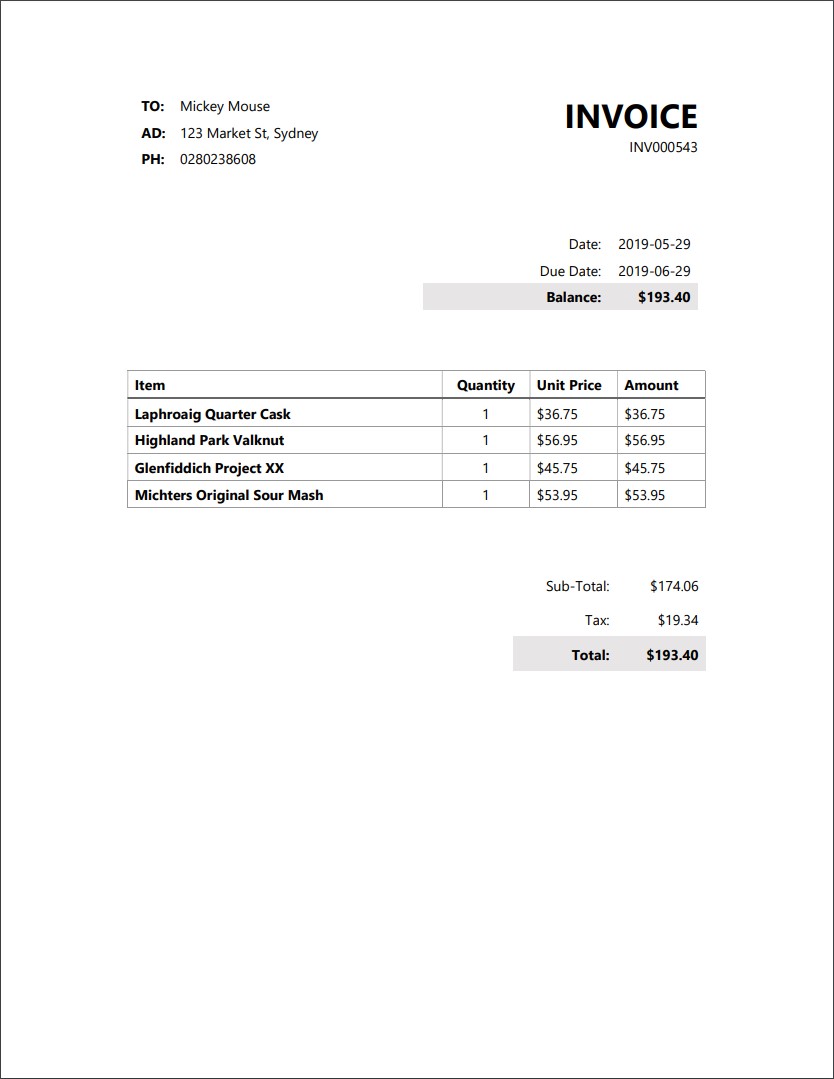 TO: Mickey Mouse
AD: 123 Market St, Sydney
PH: 0280238608
INVOICE
INV000543
Date: 2019-05-29
Due Date: 2019-06-29
Balance: $193.40
Item Quantity Unit Price Amount
Laphroaig Quarter Cask 1 $36.75 $36.75
Highland Park Valknut 1 $56.95 $56.95
Glenfiddich Project XX 1 $45.75 $45.75
Michters Original Sour Mash 1 $53.95 $53.95
Sub-Total: $174.06
Tax: $19.34
Total: $193.40